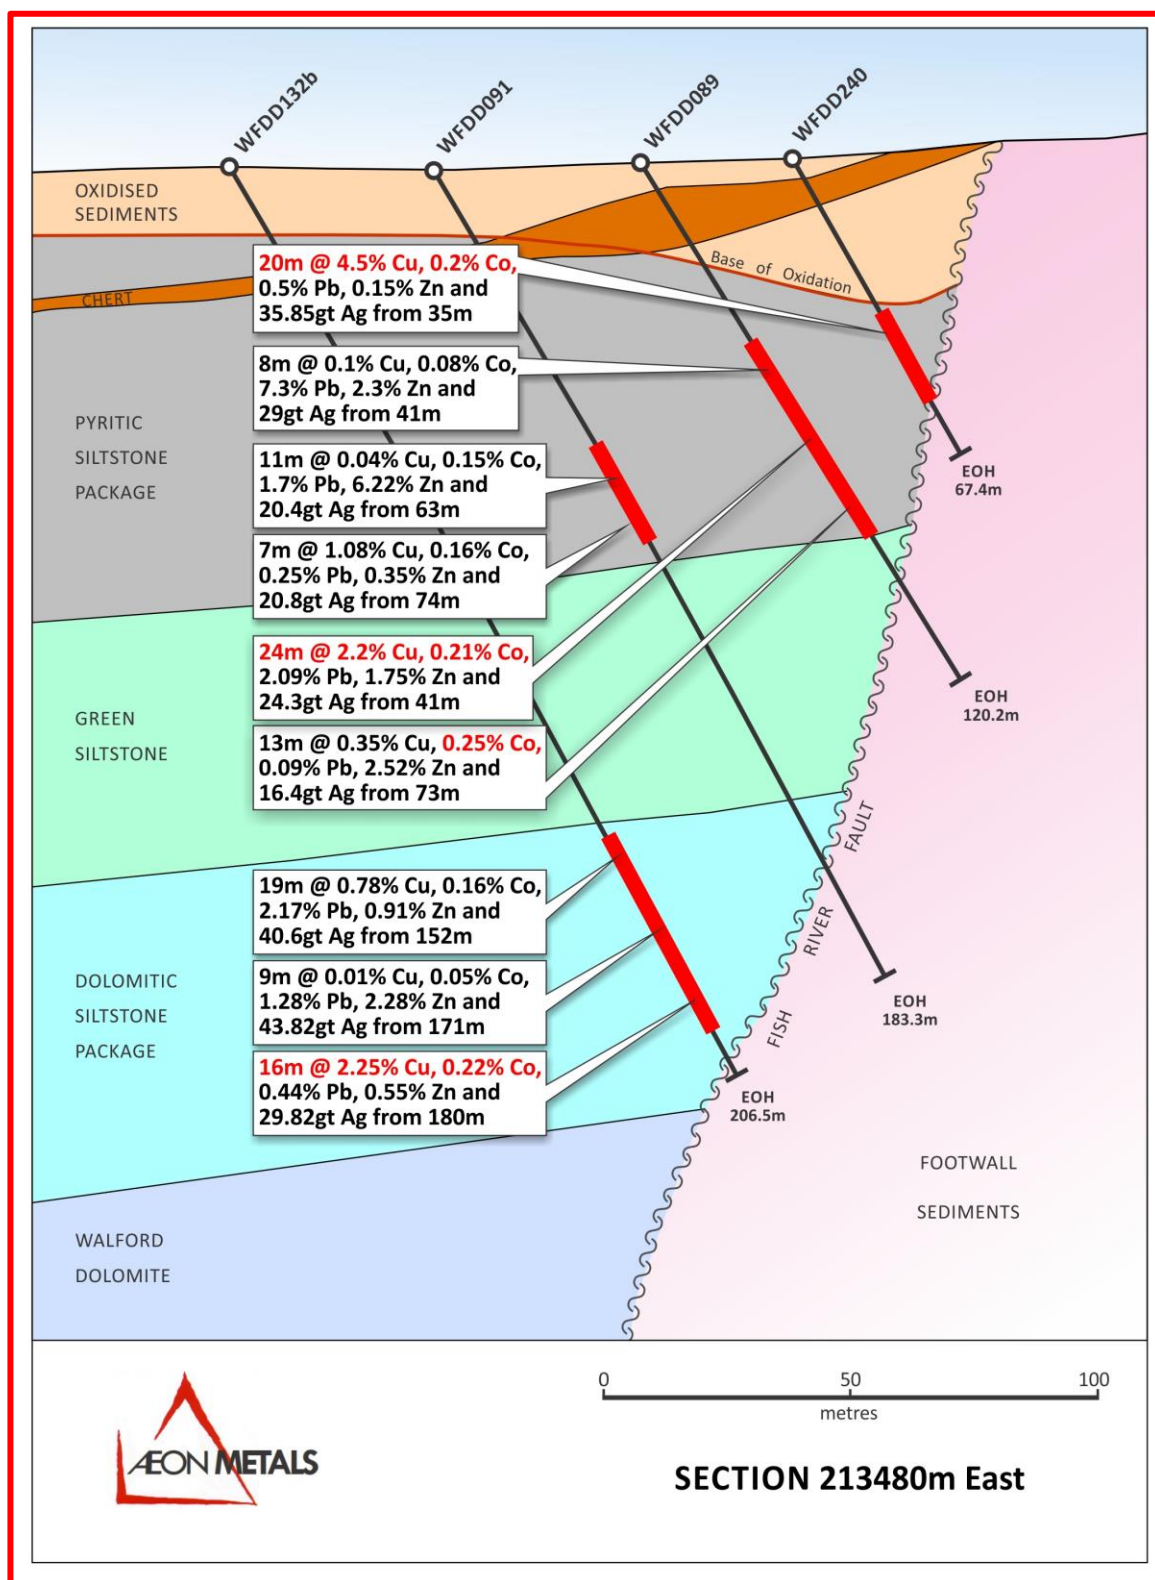 WFDD132b
WFDD091
WFDD089
WFDD240
OXIDISED
SEDIMENTS
Base of Oxidation
CHERT
20m @ 4.5% Cu, 0.2% Co,
0.5% Pb, 0.15% Zn and
35.85gt Ag from 35m
8m @ 0.1% Cu, 0.08% Co,
7.3% Pb, 2.3% Zn and
29gt Ag from 41m
PYRITIC
SILTSTONE
PACKAGE
11m @ 0.04% Cu, 0.15% Co,
1.7% Pb, 6.22% Zn and
20.4gt Ag from 63m
EOH
67.4m
7m @ 1.08% Cu, 0.16% Co,
0.25% Pb, 0.35% Zn and
20.8gt Ag from 74m
24m @ 2.2% Cu, 0.21% Co,
2.09% Pb, 1.75% Zn and
24.3gt Ag from 41m
EOH
120.2m
GREEN
SILTSTONE
13m @ 0.35% Cu, 0.25% Co,
0.09% Pb, 2.52% Zn and
16.4gt Ag from 73m
FISH RIVER FAULT
19m @ 0.78% Cu, 0.16% Co,
2.17% Pb, 0.91% Zn and
40.6gt Ag from 152m
DOLOMITIC
SILTSTONE
PACKAGE
9m @ 0.01% Cu, 0.05% Co,
1.28% Pb, 2.28% Zn and
43.82gt Ag from 171m
EOH
183.3m
16m @ 2.25% Cu, 0.22% Co,
0.44% Pb, 0.55% Zn and
29.82gt Ag from 180m
EOH
206.5m
FOOTWALL
SEDIMENTS
WALFORD
DOLOMITE
0 50 100
metres
ÆON METALS
SECTION 213480m East